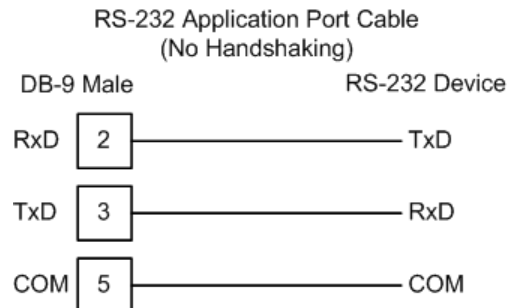 RS-232 Application Port Cable
(No Handshaking)
DB-9 Male RS-232 Device
RxD 2 TxD
TxD 3 RxD
COM 5 COM